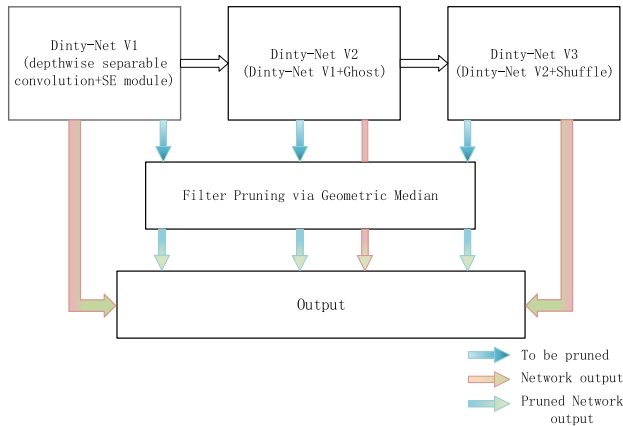 Dinty-Net V1
(depthwise separable
convolution+SE module)
Dinty-Net V2
(Dinty-Net V1+Ghost)
Dinty-Net V3
(Dinty-Net V2+Shuffle)
Filter Pruning via Geometric Median
Output
To be pruned
Network output
Pruned Network
output